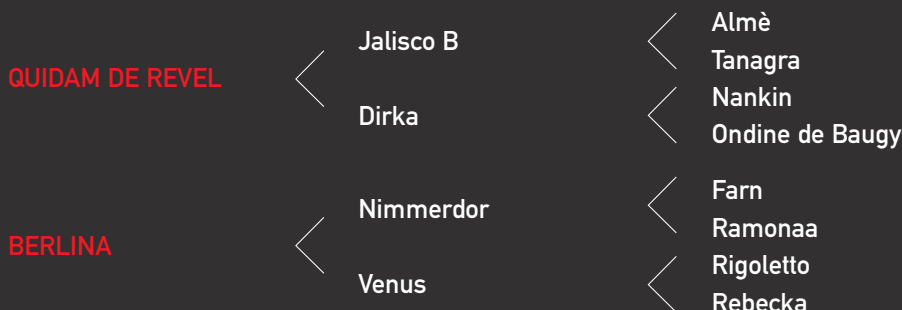 Almè
Jalisco B
Tanagra
QUIDAM DE REVEL
Nankin
Dirka
Ondine de Baugy
Farn
Nimmerdor
Ramonaa
BERLINA
Rigoletto
Venus
Rebecka